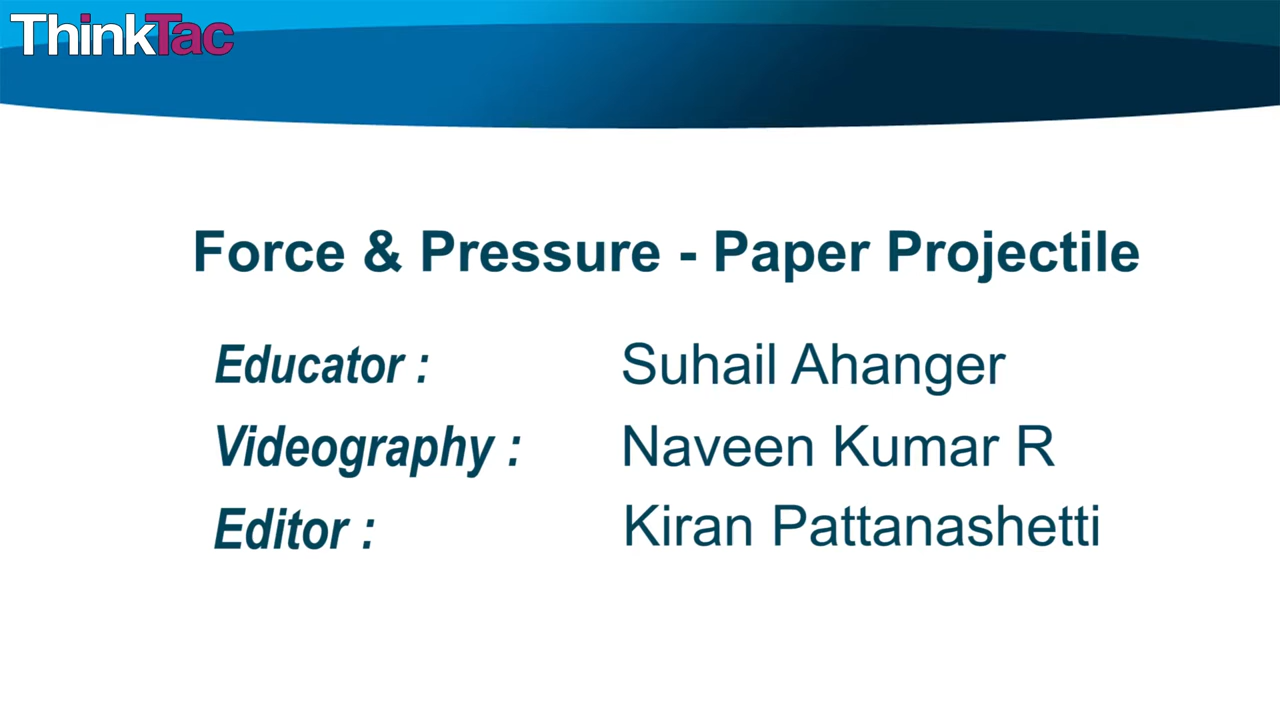 ThinkTac
Force & Pressure - Paper Projectile
Educator : Suhail Ahanger
Videography : Naveen Kumar R
Editor : Kiran Pattanashetti